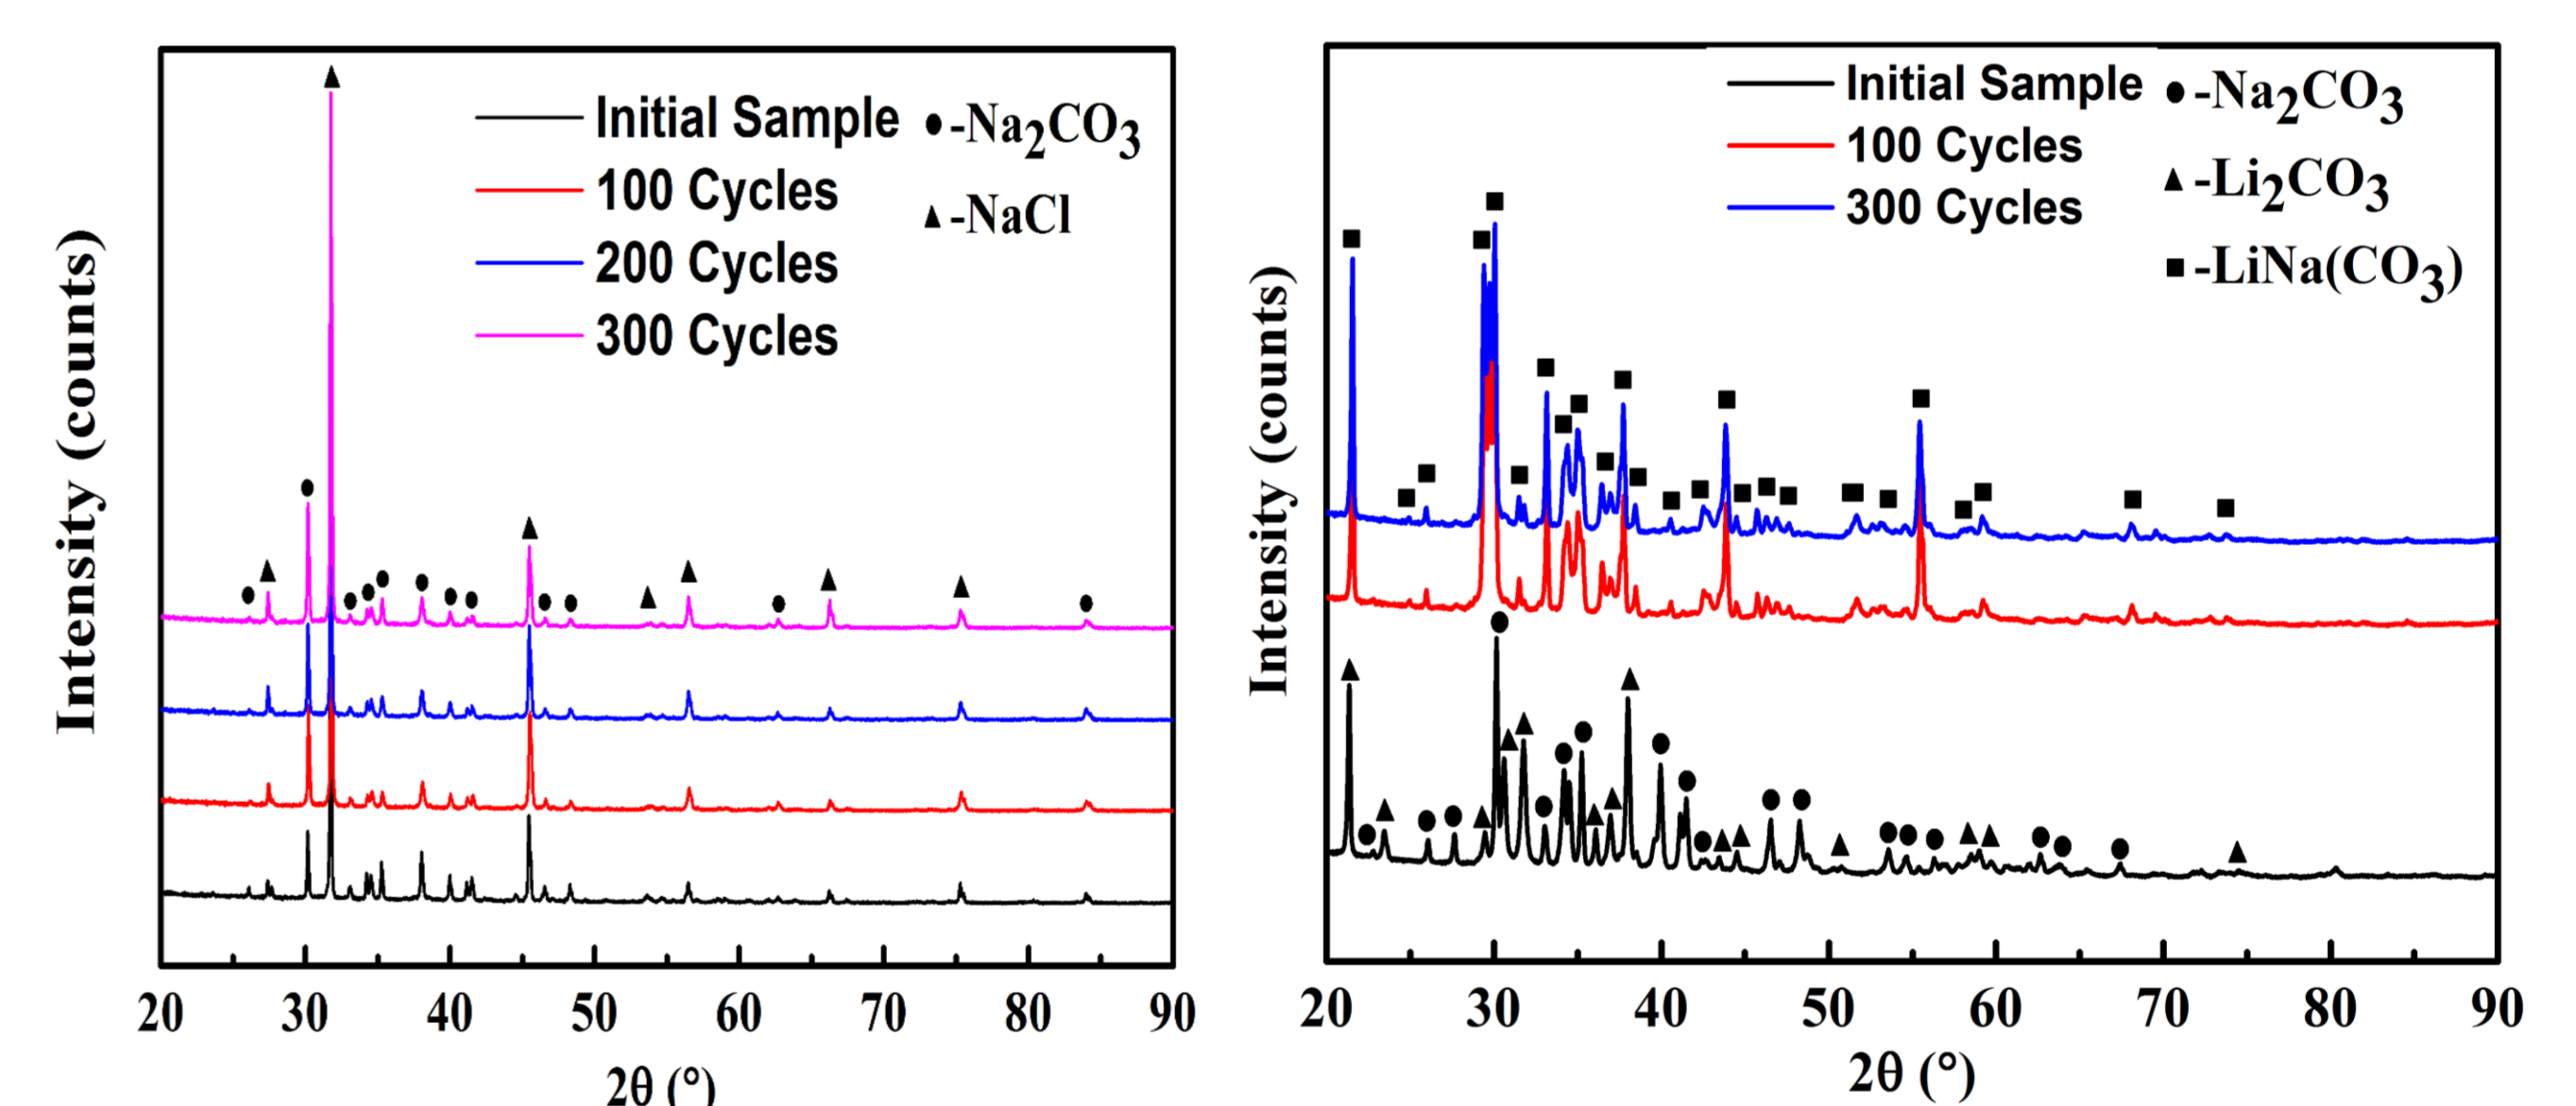 Intensity (counts)
Initial Sample
100 Cycles
200 Cycles
300 Cycles
●-Na₂CO₃
▲-NaCl
20 30 40 50 60 70 80 90
2θ (°)
Intensity (counts)
Initial Sample
100 Cycles
300 Cycles
●-Na₂CO₃
▲-Li₂CO₃
■-LiNa(CO₃)
20 30 40 50 60 70 80 90
2θ (°)